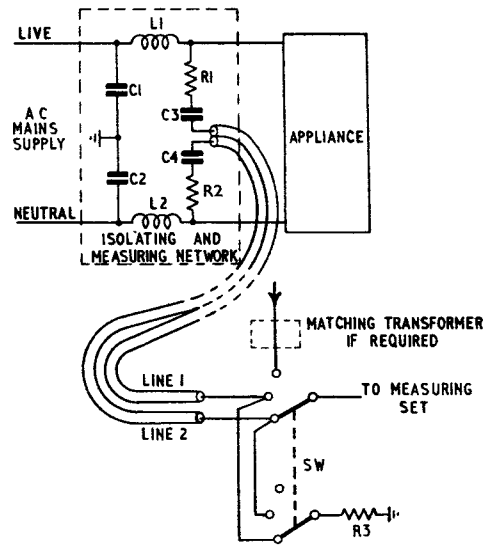 L1
LIVE
R1
C1
C3
A C
MAINS
SUPPLY
APPLIANCE
C4
C2
R2
L2
NEUTRAL
ISOLATING AND
MEASURING NETWORK
MATCHING TRANSFORMER
IF REQUIRED
LINE 1
TO MEASURING
SET
LINE 2
SW
R3